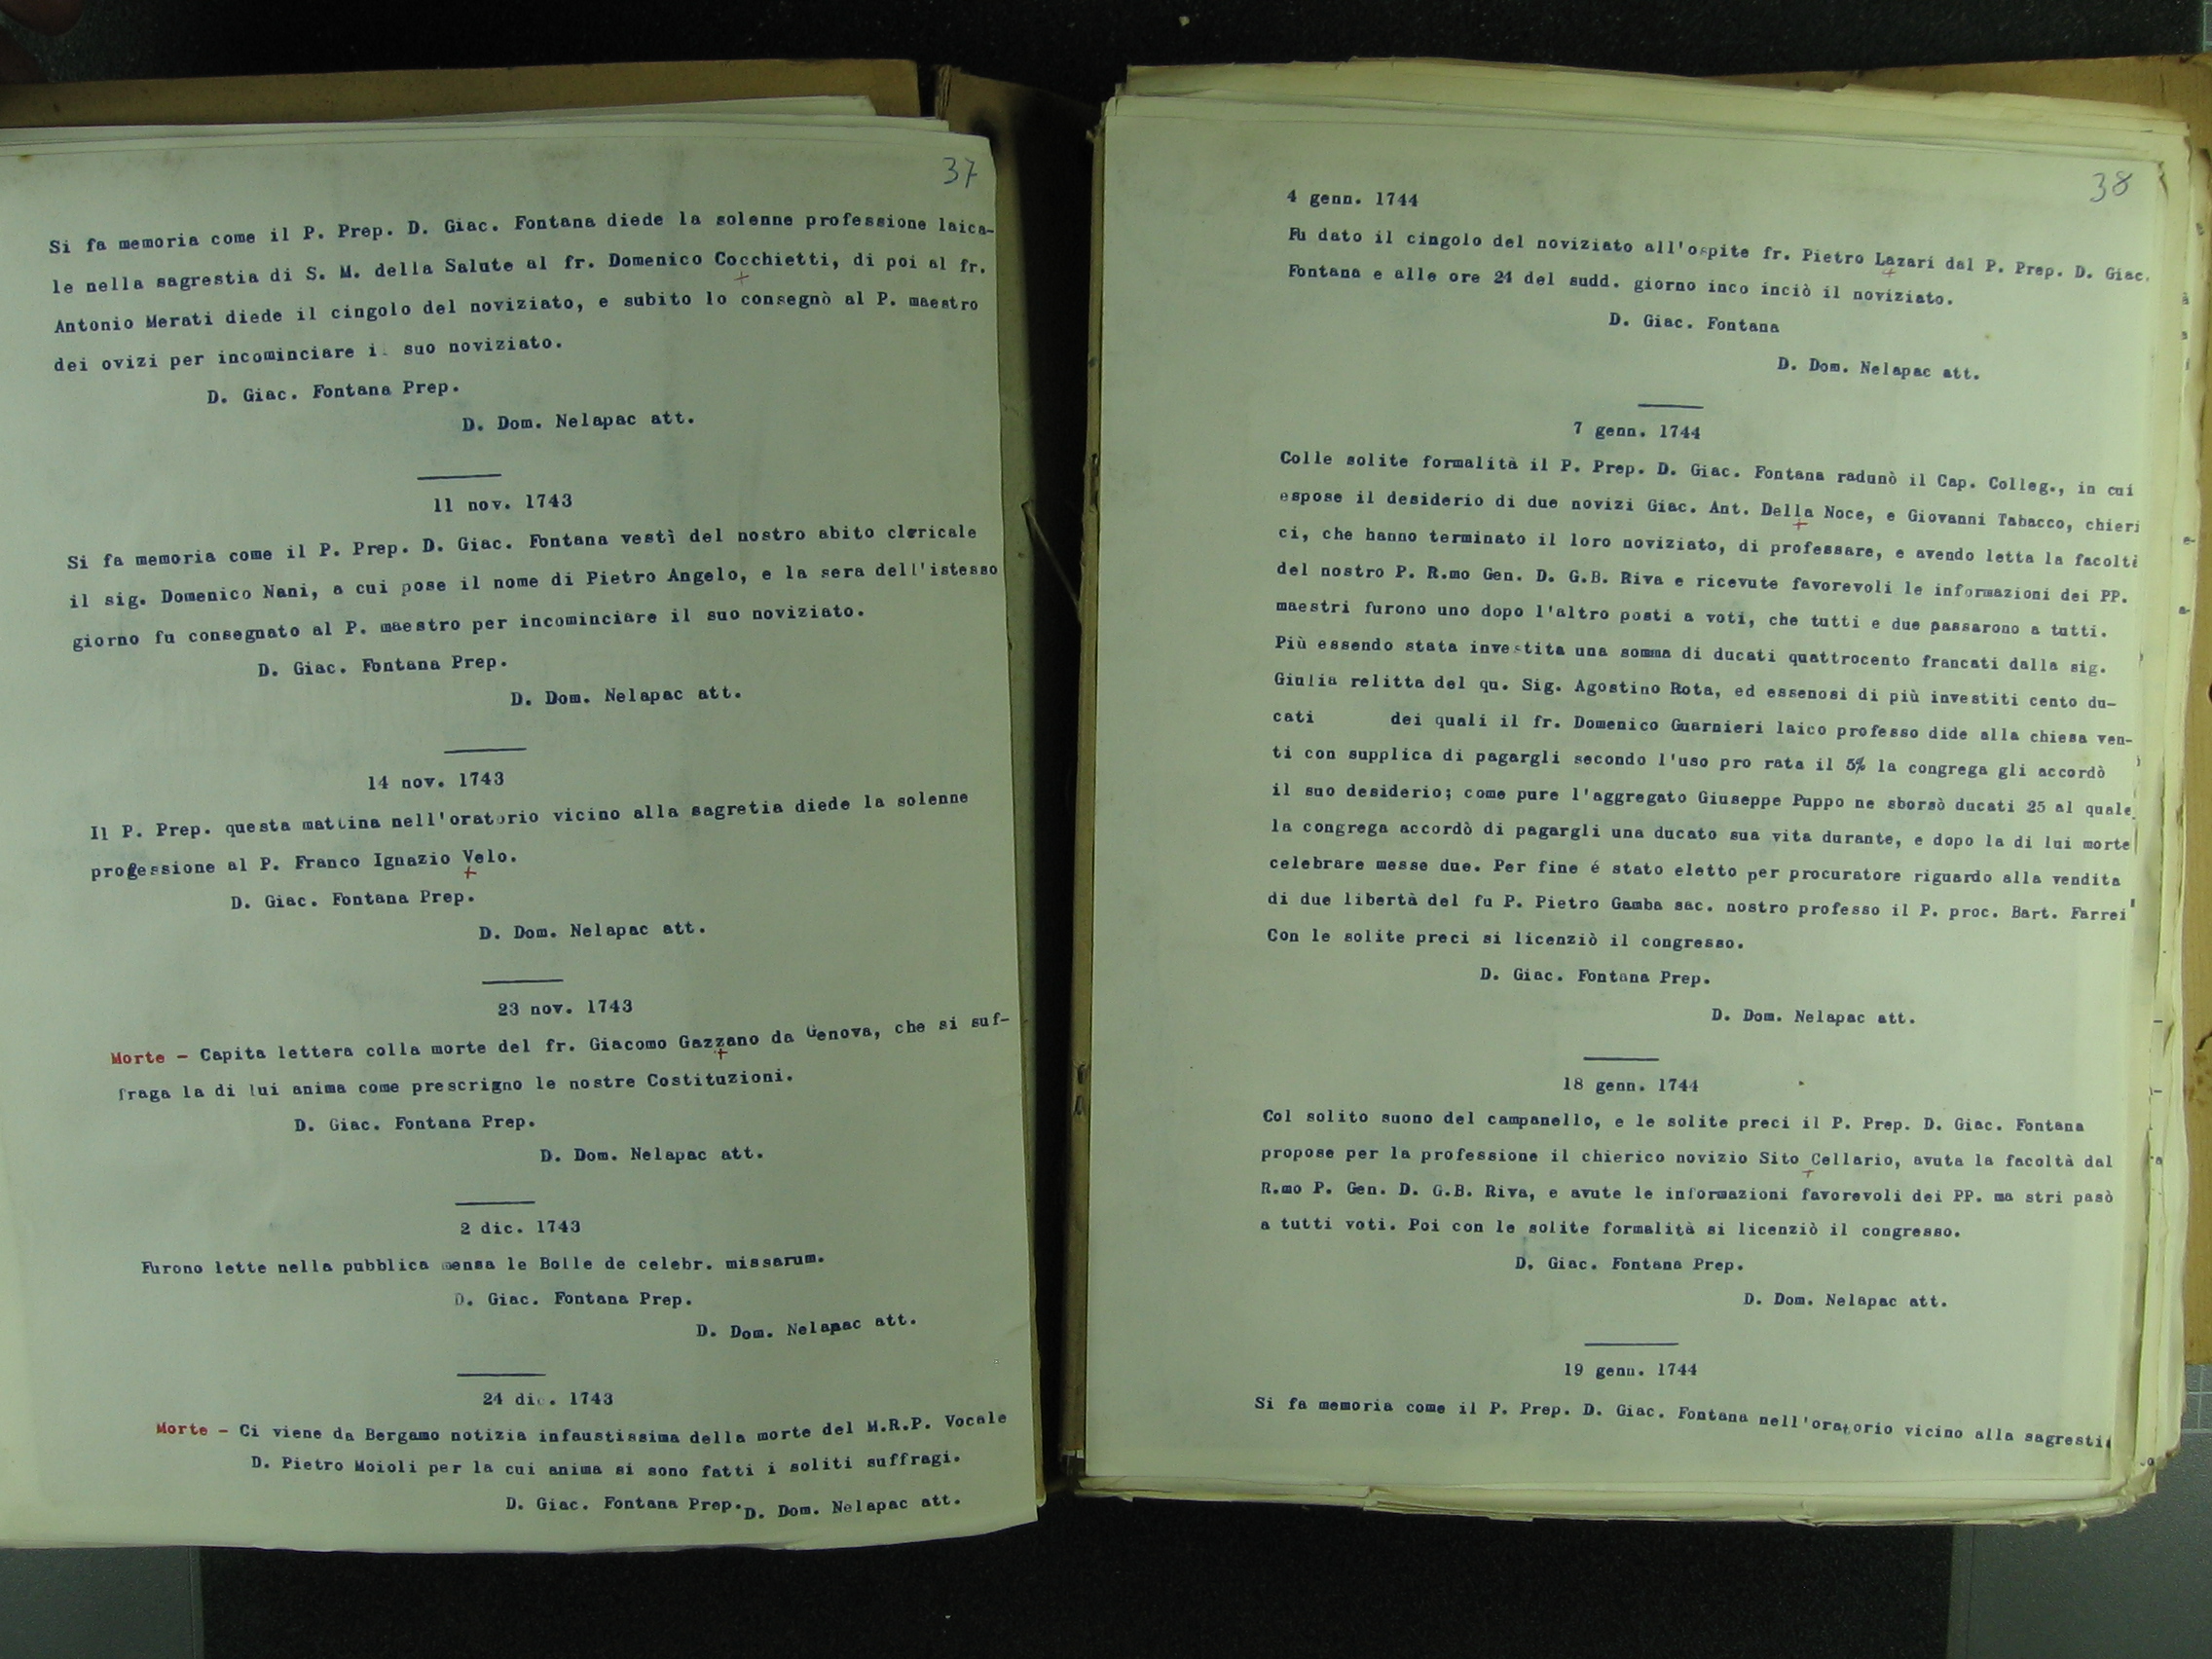 37
Si fa memoria come il P. Prep. D. Giac. Fontana diede la solenne professione laica-
le nella sagrestia di S. M. della Salute al fr. Domenico Cocchietti, di poi al fr.
Antonio Merati diede il cingolo del noviziato, e subito lo consegnò al P. maestro
dei ovizi per incominciare i suo noviziato.
D. Giac. Fontana Prep.
D. Dom. Nelapac att.
11 nov. 1743
Si fa memoria come il P. Prep. D. Giac. Fontana vestì del nostro abito clericale
il sig. Domenico Nani, a cui pose il nome di Pietro Angelo, e la sera dell'istesso
giorno fu consegnato al P. maestro per incominciare il suo noviziato.
D. Giac. Fontana Prep.
D. Dom. Nelapac att.
14 nov. 1743
Il P. Prep. questa mattina nell'oratorio vicino alla sagretia diede la solenne
professione al P. Franco Ignazio Velo.
D. Giac. Fontana Prep.
D. Dom. Nelapac att.
23 nov. 1743
Morte - Capita lettera colla morte del fr. Giacomo Gazzano da Genova, che si suf-
fraga la di lui anima come prescrigno le nostre Costituzioni.
D. Giac. Fontana Prep.
D. Dom. Nelapac att.
2 dic. 1743
Furono lette nella pubblica mensa le Bolle de celebr. missarum.
D. Giac. Fontana Prep.
D. Dom. Nelapac att.
24 dic. 1743
Morte - Ci viene da Bergamo notizia infaustissima della morte del M.R.P. Vocale
D. Pietro Moioli per la cui anima si sono fatti i soliti suffragi.
D. Giac. Fontana Prep. D. Dom. Nelapac att.
38
4 genn. 1744
Fu dato il cingolo del noviziato all'ospite fr. Pietro Lazari dal P. Prep. D. Giac.
Fontana e alle ore 24 del sudd. giorno inco inciò il noviziato.
D. Giac. Fontana
D. Dom. Nelapac att.
7 genn. 1744
Colle solite formalità il P. Prep. D. Giac. Fontana radunò il Cap. Colleg., in cui
espose il desiderio di due novizi Giac. Ant. Della Noce, e Giovanni Tabacco, chieri
ci, che hanno terminato il loro noviziato, di professare, e avendo letta la facoltà
del nostro P. R.mo Gen. D. G.B. Riva e ricevute favorevoli le informazioni dei PP.
maestri furono uno dopo l'altro posti a voti, che tutti e due passarono a tutti.
Più essendo stata investita una somma di ducati quattrocento francati dalla sig.
Giulia relitta del qu. Sig. Agostino Rota, ed essenosi di più investiti cento du-
cati dei quali il fr. Domenico Guarnieri laico professo dide alla chiesa ven-
ti con supplica di pagargli secondo l'uso pro rata il 5% la congrega gli accordò
il suo desiderio; come pure l'aggregato Giuseppe Puppo ne sborsò ducati 25 al quale
la congrega accordò di pagargli una ducato sua vita durante, e dopo la di lui morte
celebrare messe due. Per fine é stato eletto per procuratore riguardo alla vendita
di due libertà del fu P. Pietro Gamba sac. nostro professo il P. proc. Bart. Farrei
Con le solite preci si licenziò il congresso.
D. Giac. Fontana Prep.
D. Dom. Nelapac att.
18 genn. 1744
Col solito suono del campanello, e le solite preci il P. Prep. D. Giac. Fontana
propose per la professione il chierico novizio Sito Cellario, avuta la facoltà dal
R.mo P. Gen. D. G.B. Riva, e avute le informazioni favorevoli dei PP. ma stri pasò
a tutti voti. Poi con le solite formalità si licenziò il congresso.
D. Giac. Fontana Prep.
D. Dom. Nelapac att.
19 genn. 1744
Si fa memoria come il P. Prep. D. Giac. Fontana nell'oratorio vicino alla sagresti